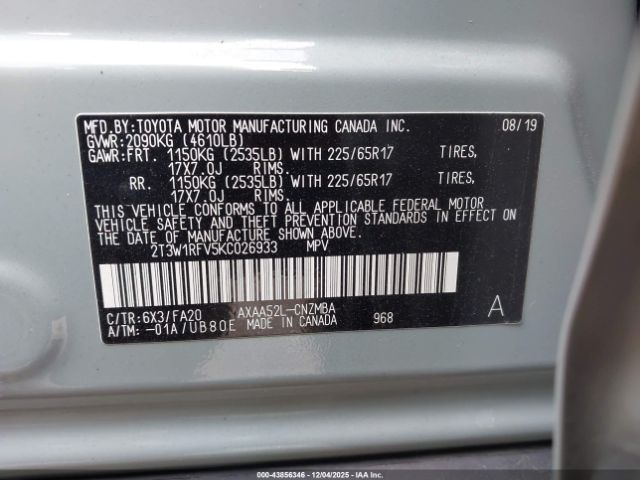 MFD.BY:TOYOTA MOTOR MANUFACTURING CANADA INC. 08/19
GVWR:2090KG (4610LB)
GAWR:FRT. 1150KG (2535LB) WITH 225/65R17 TIRES,
17X7.0J RIMS.
RR. 1150KG (2535LB) WITH 225/65R17 TIRES,
17X7.0J RIMS.
THIS VEHICLE CONFORMS TO ALL APPLICABLE FEDERAL MOTOR
VEHICLE SAFETY AND THEFT PREVENTION STANDARDS IN EFFECT
ON THE DATE OF MANUFACTURE SHOWN ABOVE.
2T3W1RFV5KC026933 MPV
C/TR:6X3/FA20 AXAA52L-CNZMBA 968 A
A/TM:-01A/UB80E MADE IN CANADA
© IAA - 43856346 - 12/04/2025 - IAA